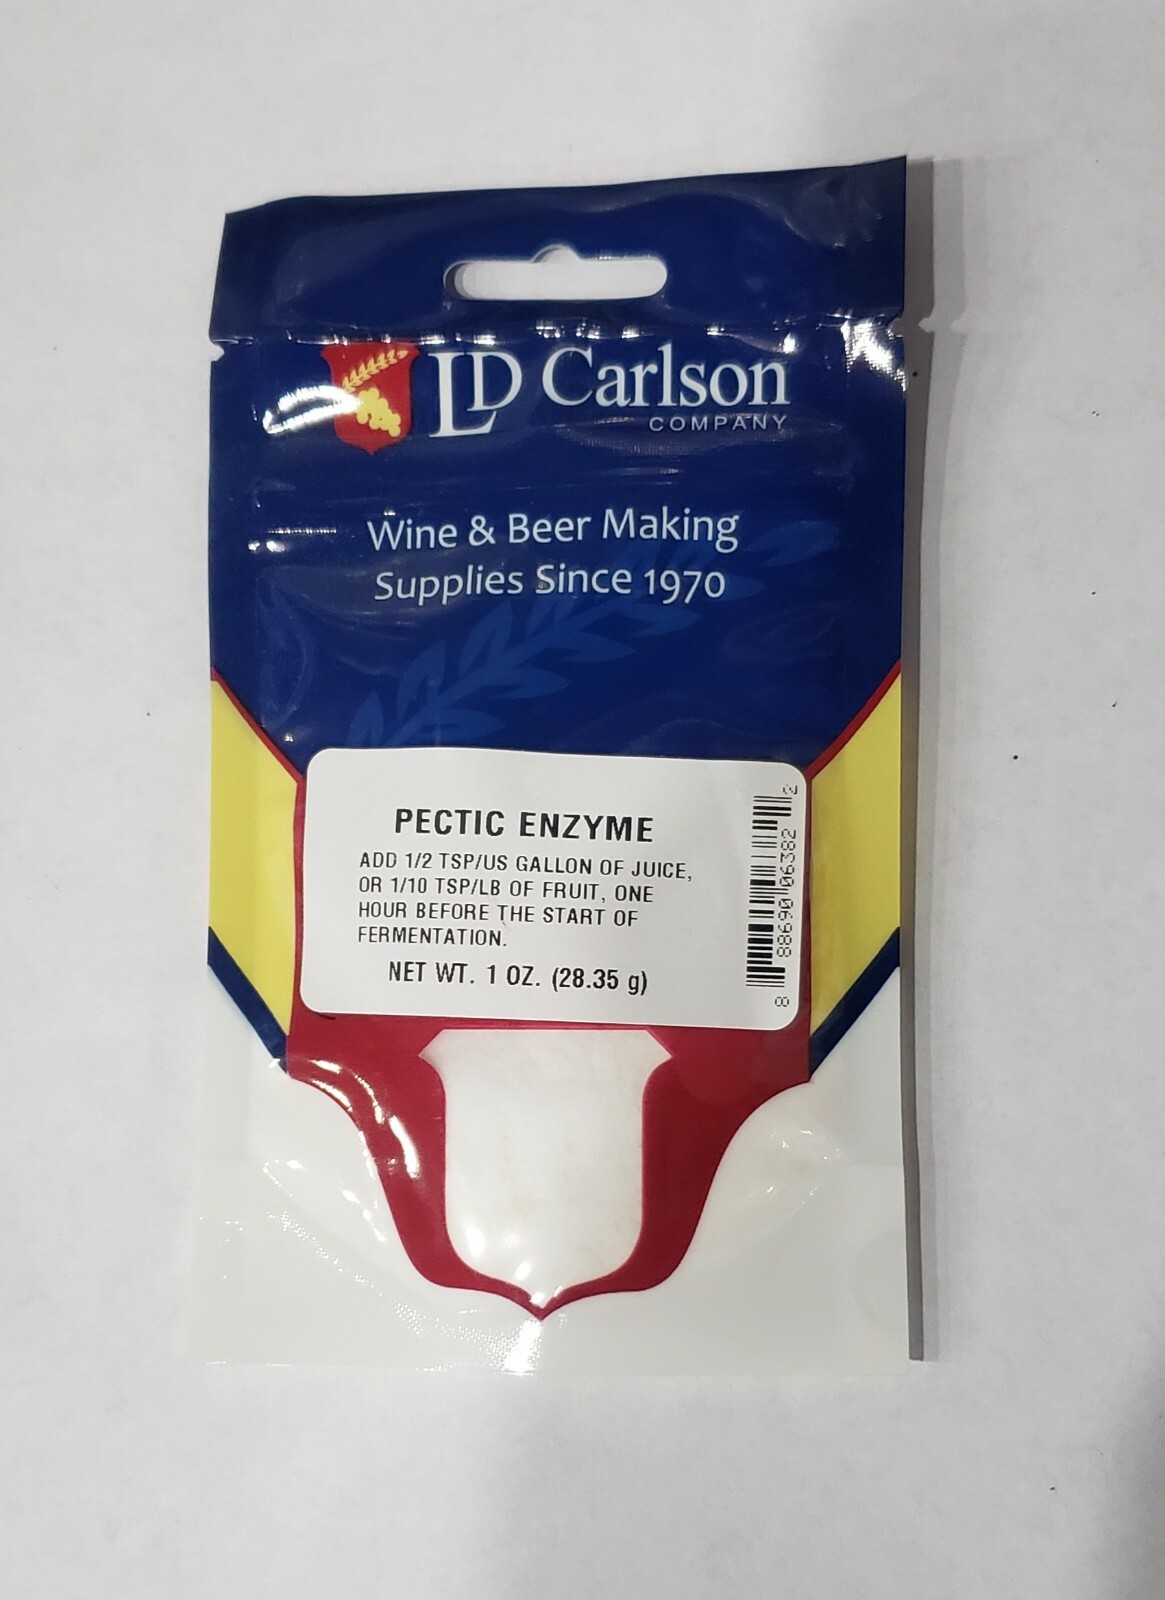 LD Carlson
COMPANY
Wine & Beer Making
Supplies Since 1970
PECTIC ENZYME
ADD 1/2 TSP/US GALLON OF JUICE,
OR 1/10 TSP/LB OF FRUIT, ONE
HOUR BEFORE THE START OF
FERMENTATION.
NET WT. 1 OZ. (28.35 g)
8 88690 06382 2